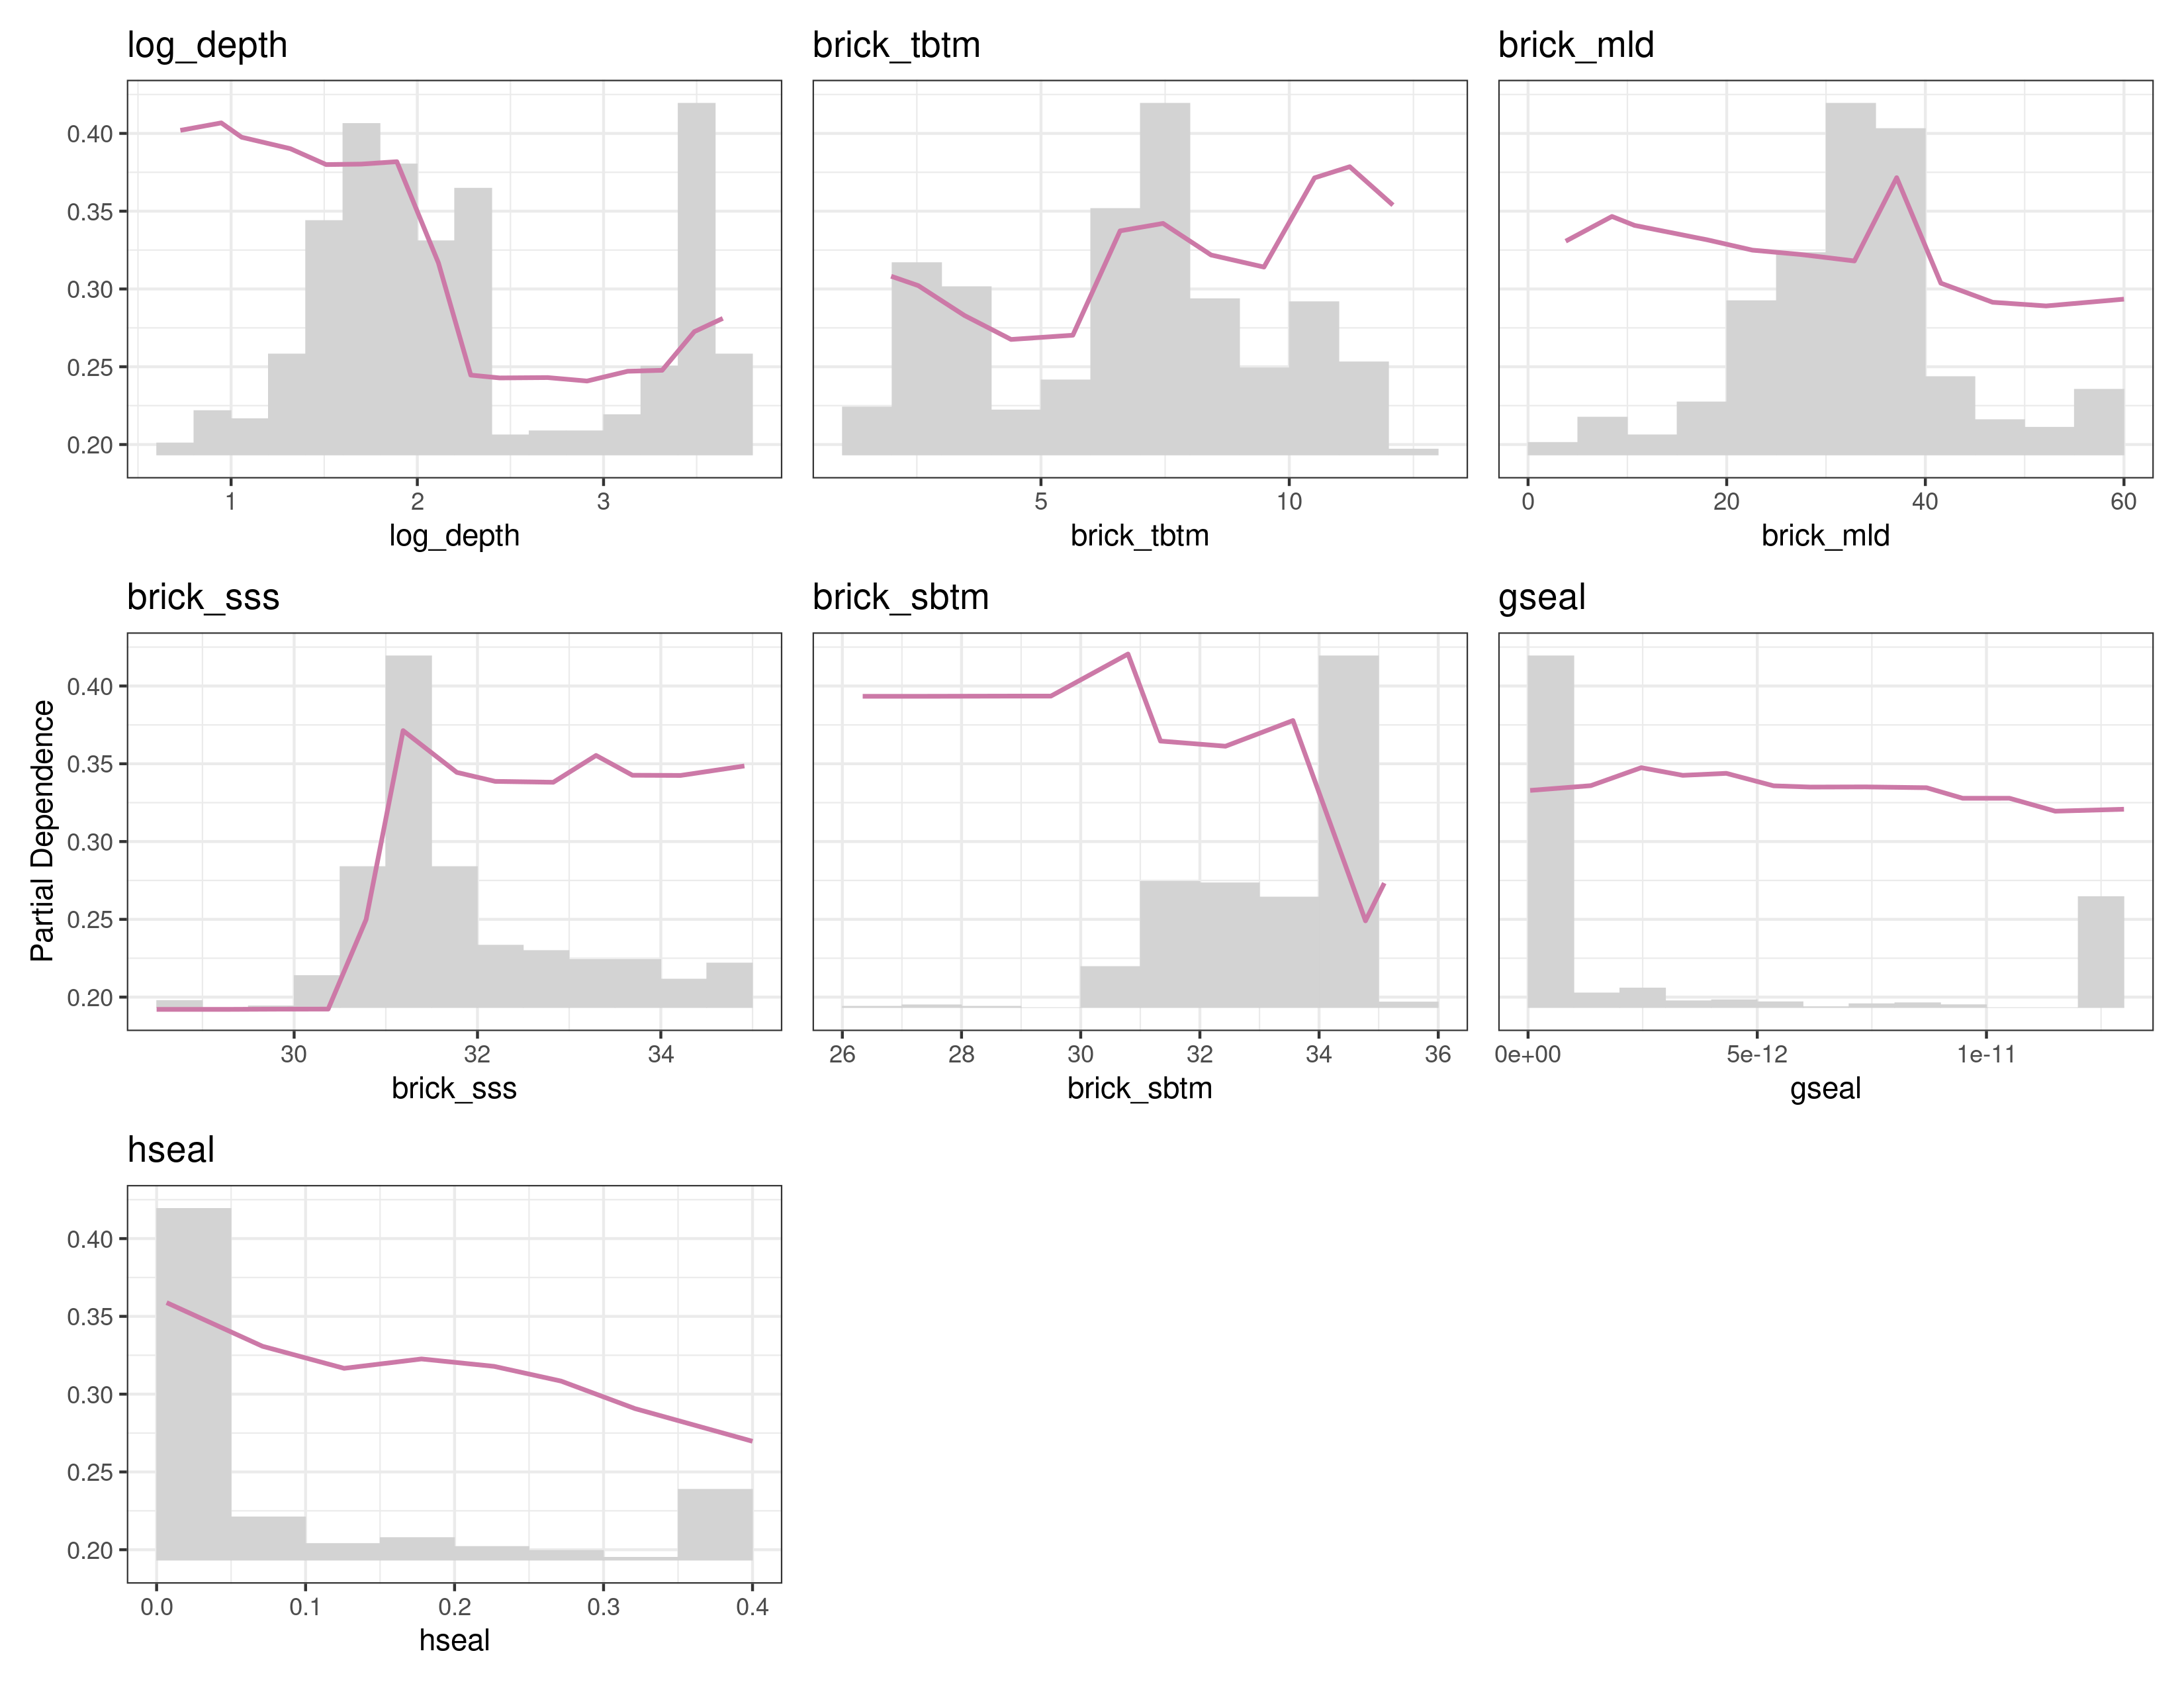 log_depth
brick_tbtm
brick_mld
0.40
0.35
0.30
0.25
0.20
1 2 3
5 10
0 20 40 60
log_depth
brick_tbtm
brick_mld
brick_sss
brick_sbtm
gseal
Partial Dependence
0.40
0.35
0.30
0.25
0.20
30 32 34
26 28 30 32 34 36
0e+00 5e-12 1e-11
brick_sss
brick_sbtm
gseal
hseal
0.40
0.35
0.30
0.25
0.20
0.0 0.1 0.2 0.3 0.4
hseal